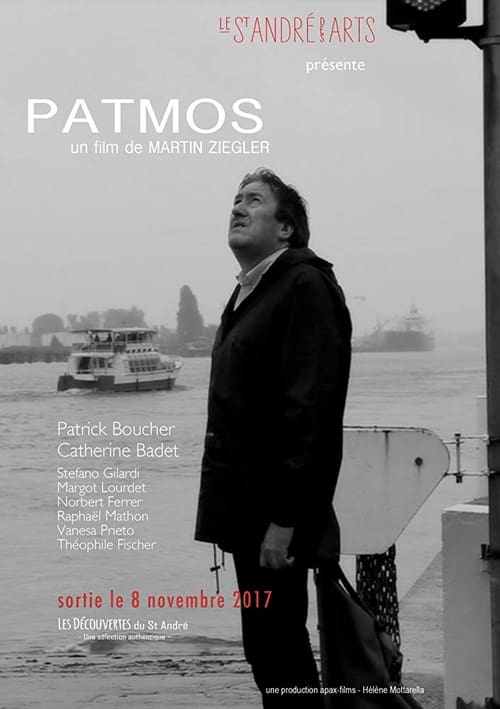 LE ST ANDRÉ DES ARTS
présente
PATMOS
un film de MARTIN ZIEGLER
Patrick Boucher
Catherine Badet
Stefano Gilardi
Margot Lourdet
Norbert Ferrer
Raphaël Mathon
Vanesa Prieto
Théophile Fischer
sortie le 8 novembre 2017
LES DÉCOUVERTES du St André
- Une sélection authentique -
une production apax-films - Hélène Mottarella